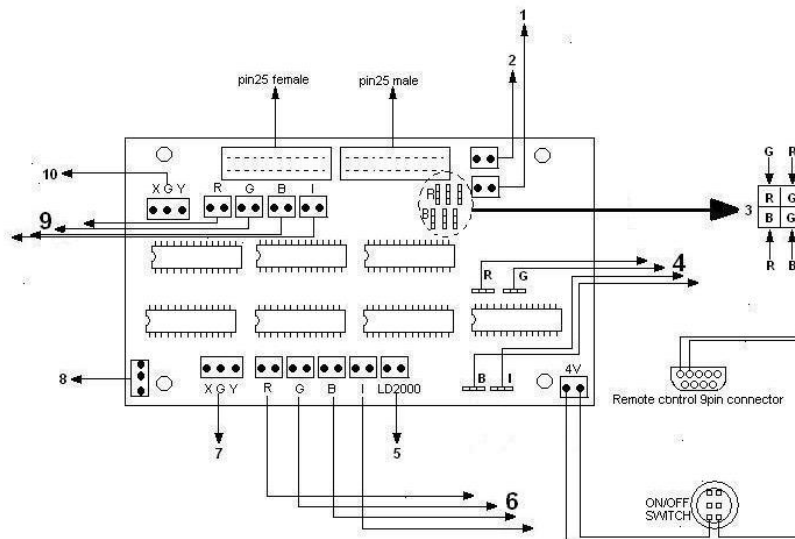 1
2
pin25 female pin25 male
10
X G Y R G B I
R
B
9
G R
R G
3
B G
R B
R G
4
B I
4V
8
X G Y R G B I LD2000
Remote control 9pin connector
7 5
6
ON/OFF
SWITCH